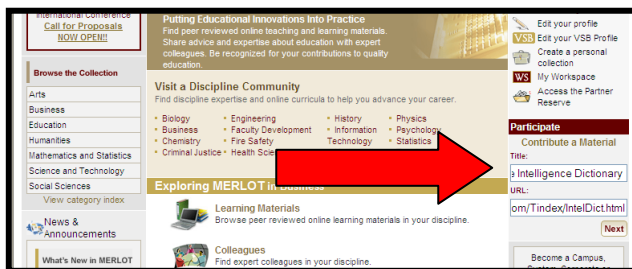 International Conference
Call for Proposals
NOW OPEN!!
Browse the Collection
Arts
Business
Education
Humanities
Mathematics and Statistics
Science and Technology
Social Sciences
View category index
News &
Announcements
What's New in MERLOT
Putting Educational Innovations Into Practice
Find peer reviewed online teaching and learning materials.
Share advice and expertise about education with expert
colleagues. Be recognized for your contributions to quality
education.
Visit a Discipline Community
Find discipline expertise and online curricula to help you advance your career.
Biology
Business
Chemistry
Criminal Justice
Engineering
Faculty Development
Fire Safety
Health
History
Information
Technology
Physics
Psychology
Statistics
Exploring MERLOT in Business
Learning Materials
Browse peer reviewed online learning materials in your discipline.
Colleagues
Find expert colleagues in your discipline.
Edit your profile
VSB Edit your VSB Profile
Create a personal
collection
WS My Workspace
Access the Partner
Reserve
Participate
Contribute a Material
Title:
Intelligence Dictionary
URL:
om/Tindex/IntelDict.html
Next
Become a Campus,